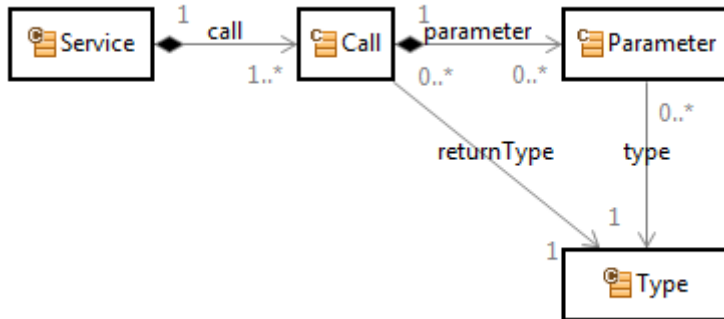 1 call 1 parameter
Service Call Parameter
1..* 0..* 0..* 0..*
returnType type
1 1
Type